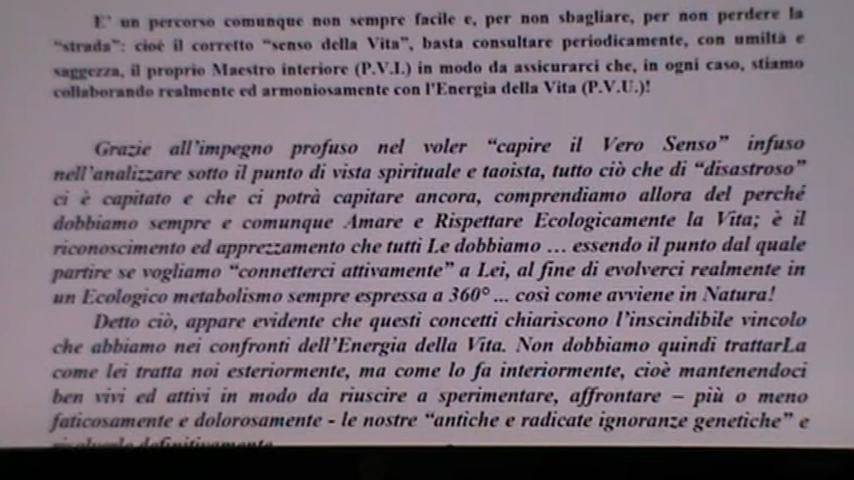 E' un percorso comunque non sempre facile e, per non sbagliare, per non perdere la
“strada”: cioè il corretto “senso della Vita”, basta consultare periodicamente, con umiltà e
saggezza, il proprio Maestro interiore (P.V.I.) in modo da assicurarci che, in ogni caso, stiamo
collaborando realmente ed armoniosamente con l'Energia della Vita (P.V.U.)!
Grazie all’impegno profuso nel voler “capire il Vero Senso” infuso
nell’analizzare sotto il punto di vista spirituale e taoista, tutto ciò che di “disastroso”
ci è capitato e che ci potrà capitare ancora, comprendiamo allora del perché
dobbiamo sempre e comunque Amare e Rispettare Ecologicamente la Vita; è il
riconoscimento ed apprezzamento che tutti Le dobbiamo … essendo il punto dal quale
partire se vogliamo “connetterci attivamente” a Lei, al fine di evolverci realmente in
un Ecologico metabolismo sempre espressa a 360° ... così come avviene in Natura!
Detto ciò, appare evidente che questi concetti chiariscono l’inscindibile vincolo
che abbiamo nei confronti dell’Energia della Vita. Non dobbiamo quindi trattarLa
come lei tratta noi esteriormente, ma come lo fa interiormente, cioè mantenendoci
ben vivi ed attivi in modo da riuscire a sperimentare, affrontare – più o meno
faticosamente e dolorosamente - le nostre “antiche e radicate ignoranze genetiche” e
risolverle definitivamente